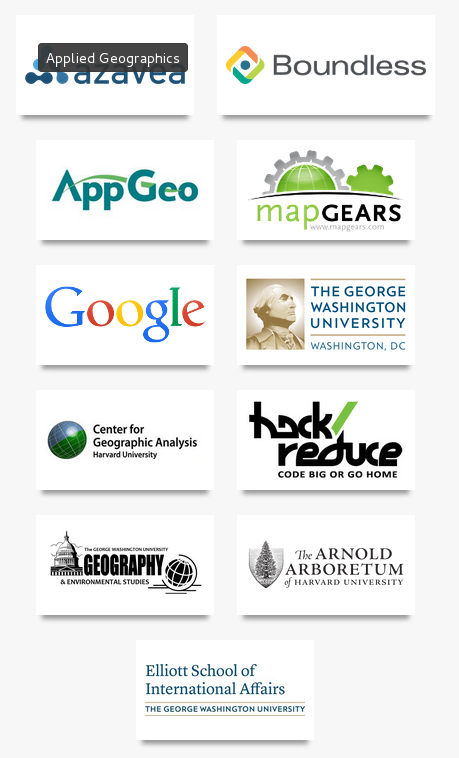 Applied Geographics
azavea
Boundless
AppGeo
mapGEARS
www.mapgears.com
Google
THE GEORGE
WASHINGTON
UNIVERSITY
WASHINGTON, DC
Center for
Geographic Analysis
Harvard University
hack/
reduce
CODE BIG OR GO HOME
The GEORGE WASHINGTON UNIVERSITY
GEOGRAPHY
& ENVIRONMENTAL STUDIES
The ARNOLD
ARBORETUM
of HARVARD UNIVERSITY
Elliott School of
International Affairs
THE GEORGE WASHINGTON UNIVERSITY